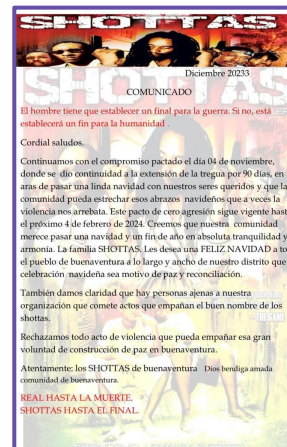 SHOTTAS
SHOTTAS
Diciembre 20233
COMUNICADO
El hombre tiene que establecer un final para la guerra. Si no, está
establecerá un fin para la humanidad .
Cordial saludos.
Continuamos con el compromiso pactado el día 04 de noviembre,
donde se dio continuidad a la extensión de la tregua por 90 días, en
aras de pasar una linda navidad con nuestros seres queridos y que la
comunidad pueda estrechar esos abrazos navideños que a veces la
violencia nos arrebata. Este pacto de cero agresión sigue vigente hast
el próximo 4 de febrero de 2024. Creemos que nuestra comunidad
merece pasar una navidad y un fin de año en absoluta tranquilidad y
armonía. La familia SHOTTAS. Les desea una FELIZ NAVIDAD a to
el pueblo de buenaventura a lo largo y ancho de nuestro distrito que
celebración navideña sea motivo de paz y reconciliación.
También damos claridad que hay personas ajenas a nuestra
organización que comete actos que empañan el buen nombre de los
shottas.
Rechazamos todo acto de violencia que pueda empañar esa gran
voluntad de construcción de paz en buenaventura.
Atentamente: los SHOTTAS de buenaventura Dios bendiga amada
comunidad de buenaventura.
REAL HASTA LA MUERTE.
SHOTTAS HASTA EL FINAL.